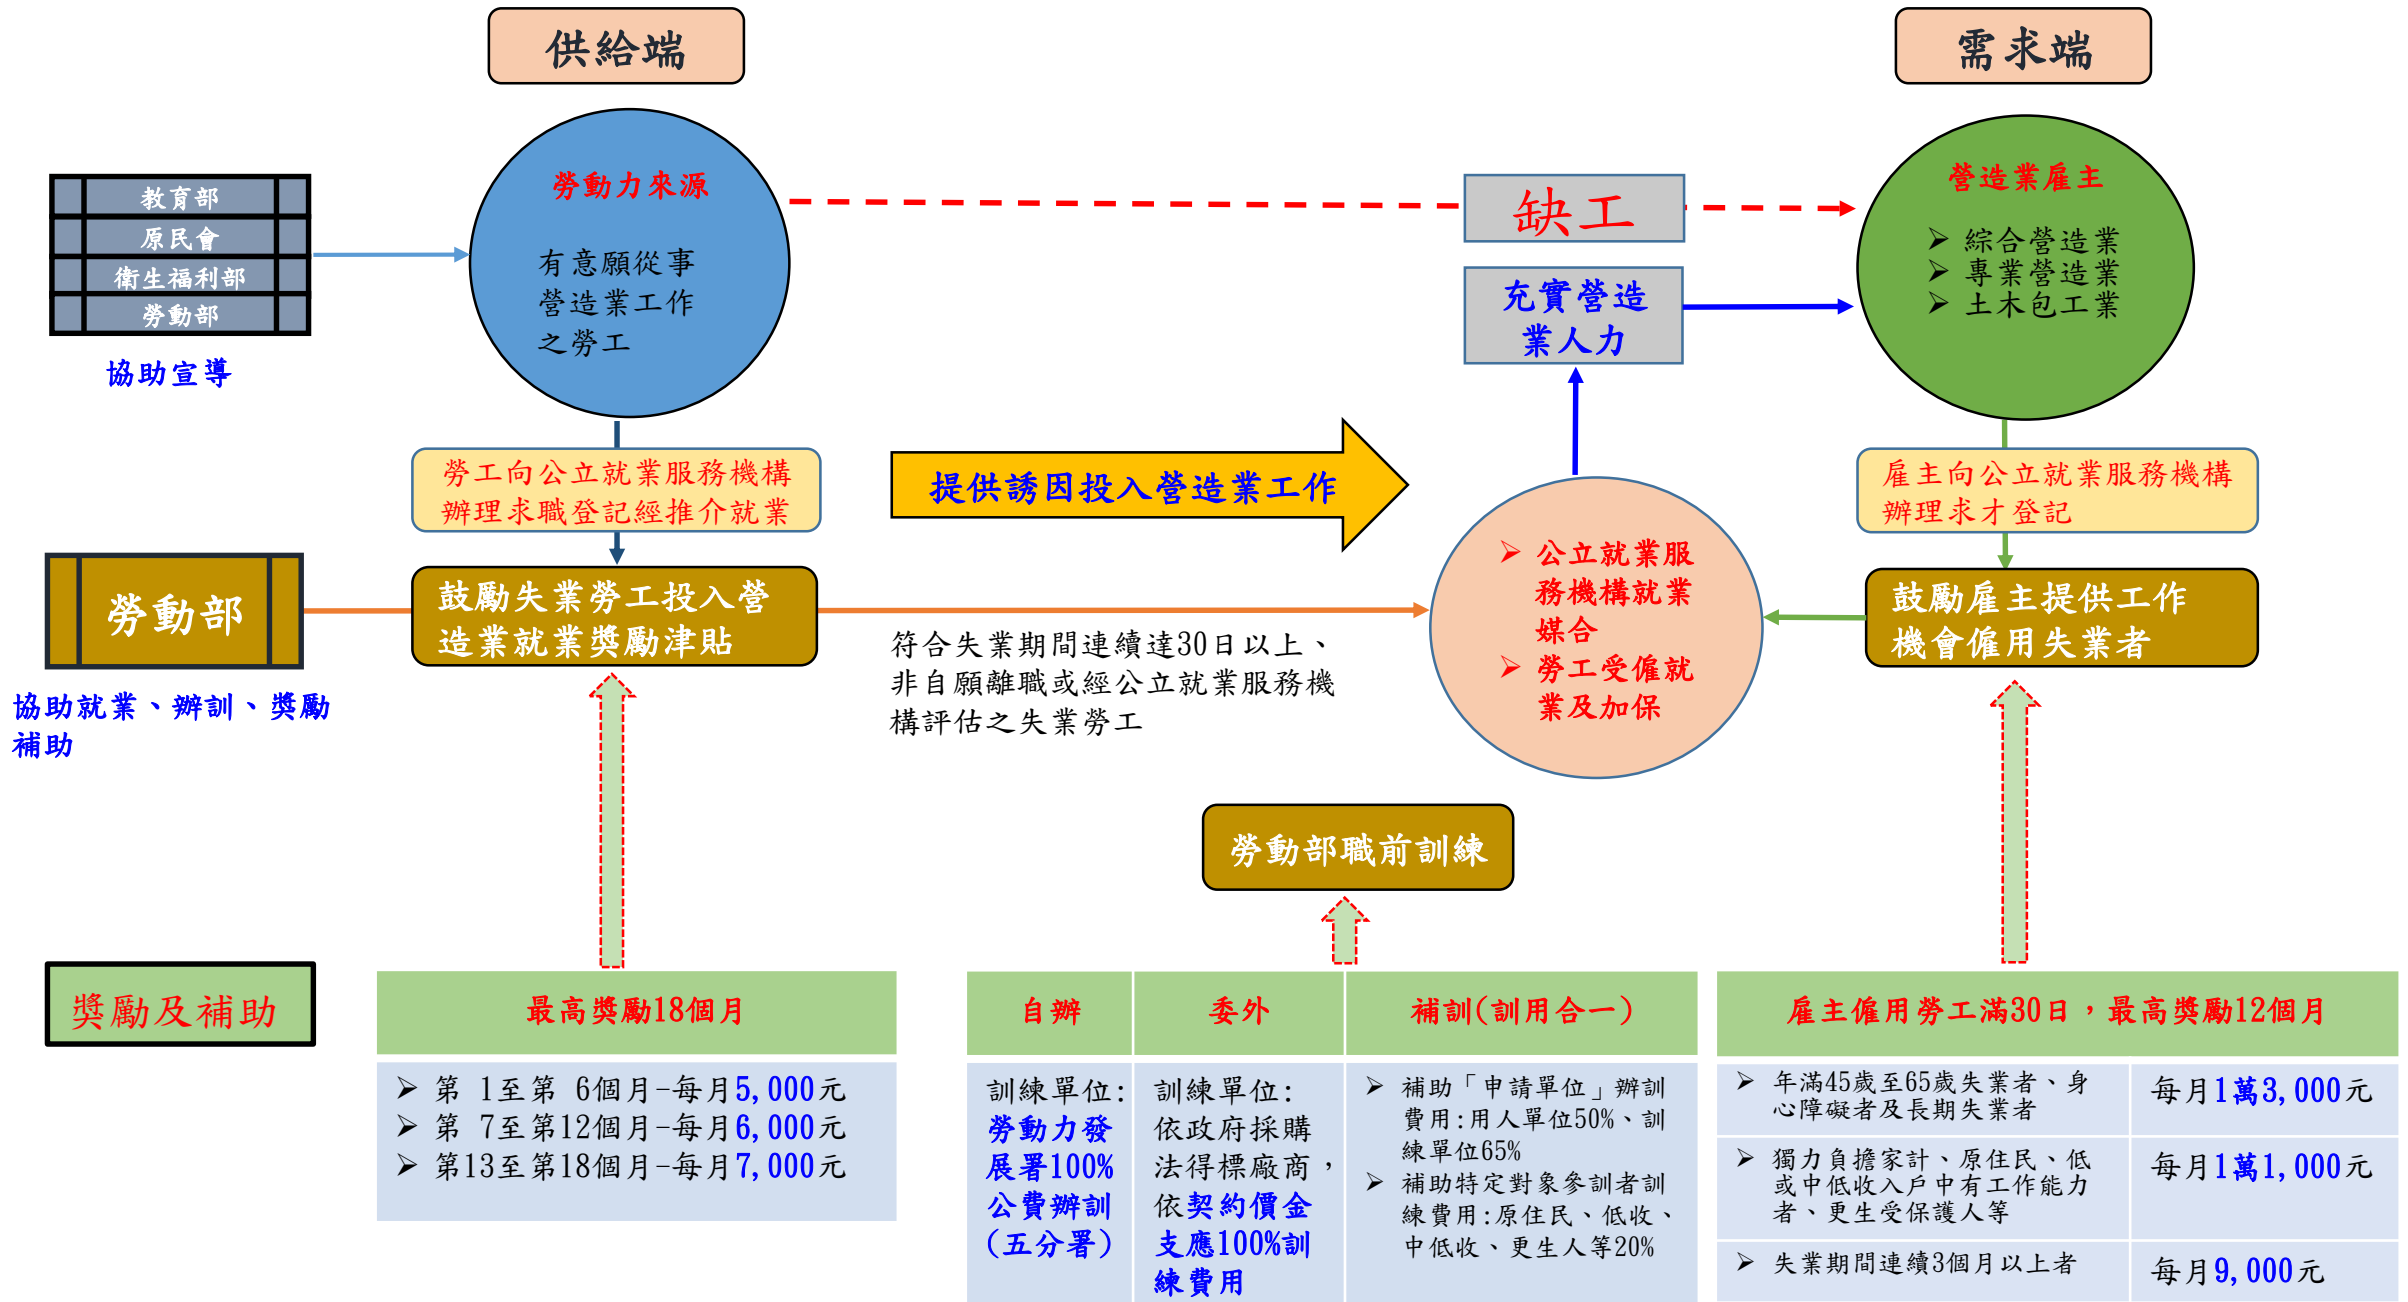 供給端
需求端
教育部
原民會
衛生福利部
勞動部
協助宣導
勞動力來源
有意願從事
營造業工作
之勞工
缺工
充實營造
業人力
營造業雇主
➢ 綜合營造業
➢ 專業營造業
➢ 土木包工業
勞工向公立就業服務機構
辦理求職登記經推介就業
提供誘因投入營造業工作
雇主向公立就業服務機構
辦理求才登記
勞動部
協助就業、辦訓、獎勵
補助
鼓勵失業勞工投入營
造業就業獎勵津貼
符合失業期間連續達30日以上、
非自願離職或經公立就業服務機
構評估之失業勞工
➢ 公立就業服
務機構就業
媒合
➢ 勞工受僱就
業及加保
鼓勵雇主提供工作
機會僱用失業者
勞動部職前訓練
獎勵及補助
最高獎勵18個月
➢ 第 1至第 6個月-每月5,000元
➢ 第 7至第12個月-每月6,000元
➢ 第13至第18個月-每月7,000元
自辦
訓練單位:
勞動力發
展署100%
公費辦訓
(五分署)
委外
訓練單位:
依政府採購
法得標廠商，
依契約價金
支應100%訓
練費用
補訓(訓用合一)
➢ 補助「申請單位」辦訓
費用:用人單位50%、訓
練單位65%
➢ 補助特定對象參訓者訓
練費用:原住民、低收、
中低收、更生人等20%
雇主僱用勞工滿30日，最高獎勵12個月
➢ 年滿45歲至65歲失業者、身
心障礙者及長期失業者
每月1萬3,000元
➢ 獨力負擔家計、原住民、低
或中低收入戶中有工作能力
者、更生受保護人等
每月1萬1,000元
➢ 失業期間連續3個月以上者
每月9,000元